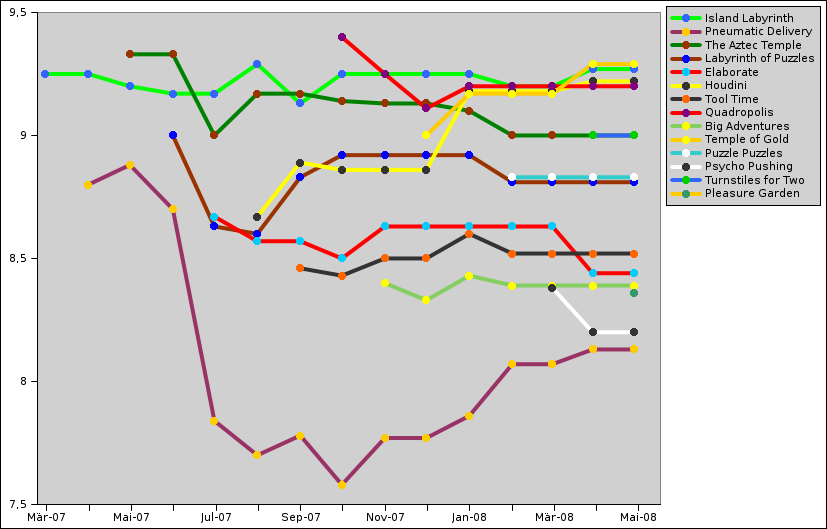 9,5
9
8,5
8
7,5
Mär-07 Mai-07 Jul-07 Sep-07 Nov-07 Jan-08 Mär-08 Mai-08
Island Labyrinth
Pneumatic Delivery
The Aztec Temple
Labyrinth of Puzzles
Elaborate
Houdini
Tool Time
Quadropolis
Big Adventures
Temple of Gold
Puzzle Puzzles
Psycho Pushing
Turnstiles for Two
Pleasure Garden